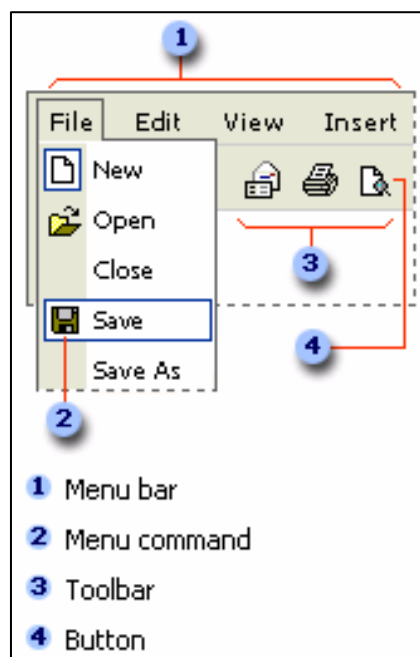 1
File Edit View Insert
New
Open
3
Close
Save
4
Save As
2
1 Menu bar
2 Menu command
3 Toolbar
4 Button